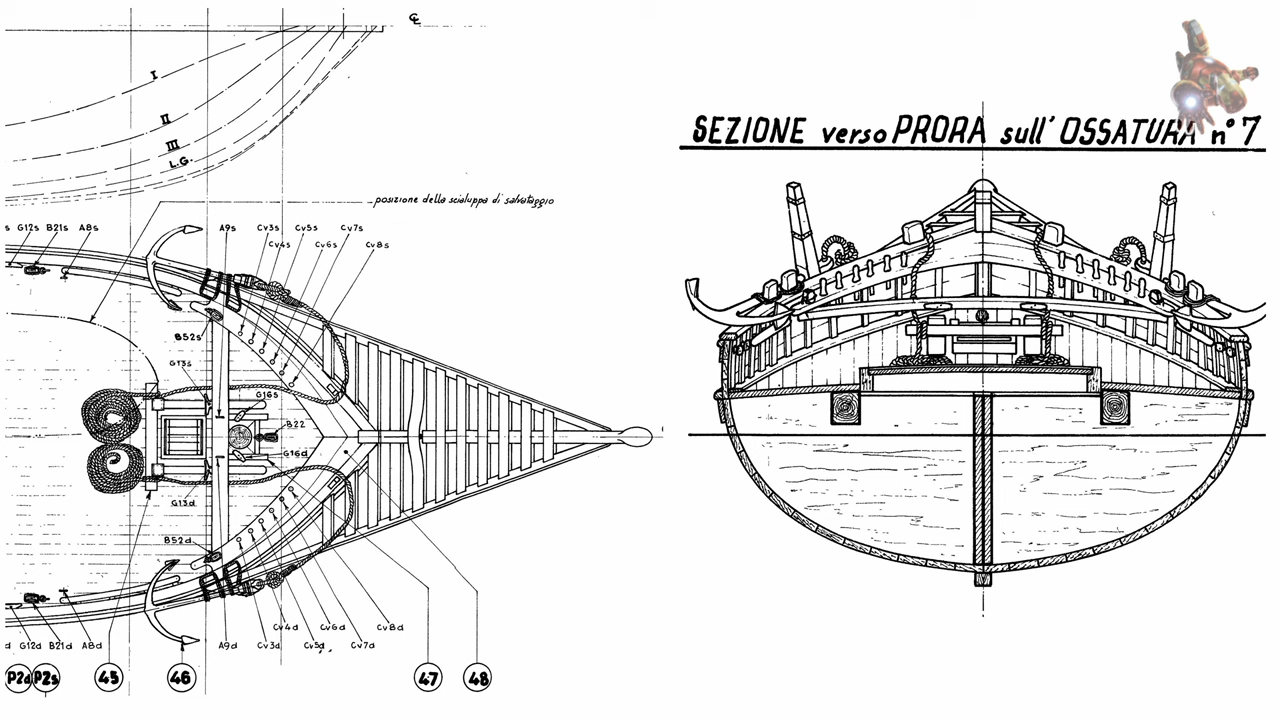 ℄
I
II
III
L.G.
posizione della scialuppa di salvataggio
s G12s B21s A8s A9s Cv3s Cv5s Cv7s
Cv4s Cv6s Cv8s
B52s
G13s
G16s
B22
G16d
G13d
B52d
Cv4d Cv6d Cv8d
d G12d B21d A8d A9d Cv3d Cv5d Cv7d
P2d P2s 45 46 47 48
SEZIONE verso PRORA sull' OSSATURA n° 7